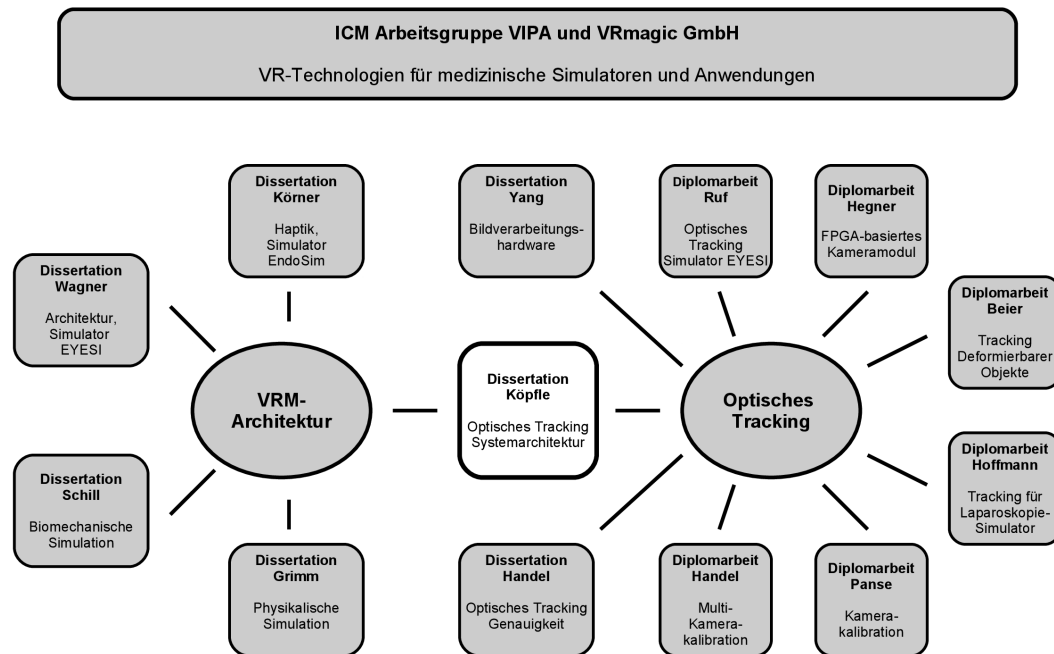 ICM Arbeitsgruppe VIPA und VRmagic GmbH
VR-Technologien für medizinische Simulatoren und Anwendungen
Dissertation
Körner
Haptik,
Simulator
EndoSim
Dissertation
Yang
Bildverarbeitungs-
hardware
Diplomarbeit
Ruf
Optisches
Tracking
Simulator EYESI
Diplomarbeit
Hegner
FPGA-basiertes
Kameramodul
Dissertation
Wagner
Architektur,
Simulator
EYESI
Diplomarbeit
Beier
Tracking
Deformierbarer
Objekte
VRM-
Architektur
Dissertation
Köpfle
Optisches Tracking
Systemarchitektur
Optisches
Tracking
Dissertation
Schill
Biomechanische
Simulation
Diplomarbeit
Hoffmann
Tracking für
Laparoskopie-
Simulator
Dissertation
Grimm
Physikalische
Simulation
Dissertation
Handel
Optisches Tracking
Genauigkeit
Diplomarbeit
Handel
Multi-
Kamera-
kalibration
Diplomarbeit
Panse
Kamera-
kalibration